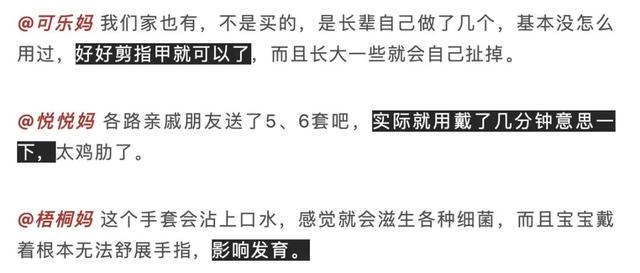 @可乐妈 我们家也有，不是买的，是长辈自己做了几个，基本没怎么
用过，好好剪指甲就可以了，而且长大一些就会自己扯掉。
@悦悦妈 各路亲戚朋友送了5、6套吧，实际就用戴了几分钟意思一
下，太鸡肋了。
@梧桐妈 这个手套会沾上口水，感觉就会滋生各种细菌，而且宝宝戴
着根本无法舒展手指，影响发育。